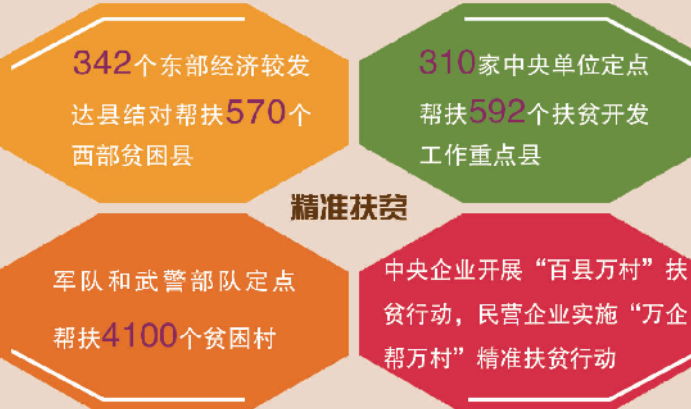 342个东部经济较发
达县结对帮扶570个
西部贫困县
310家中央单位定点
帮扶592个扶贫开发
工作重点县
精准扶贫
军队和武警部队定点
帮扶4100个贫困村
中央企业开展“百县万村”扶
贫行动，民营企业实施“万企
帮万村”精准扶贫行动